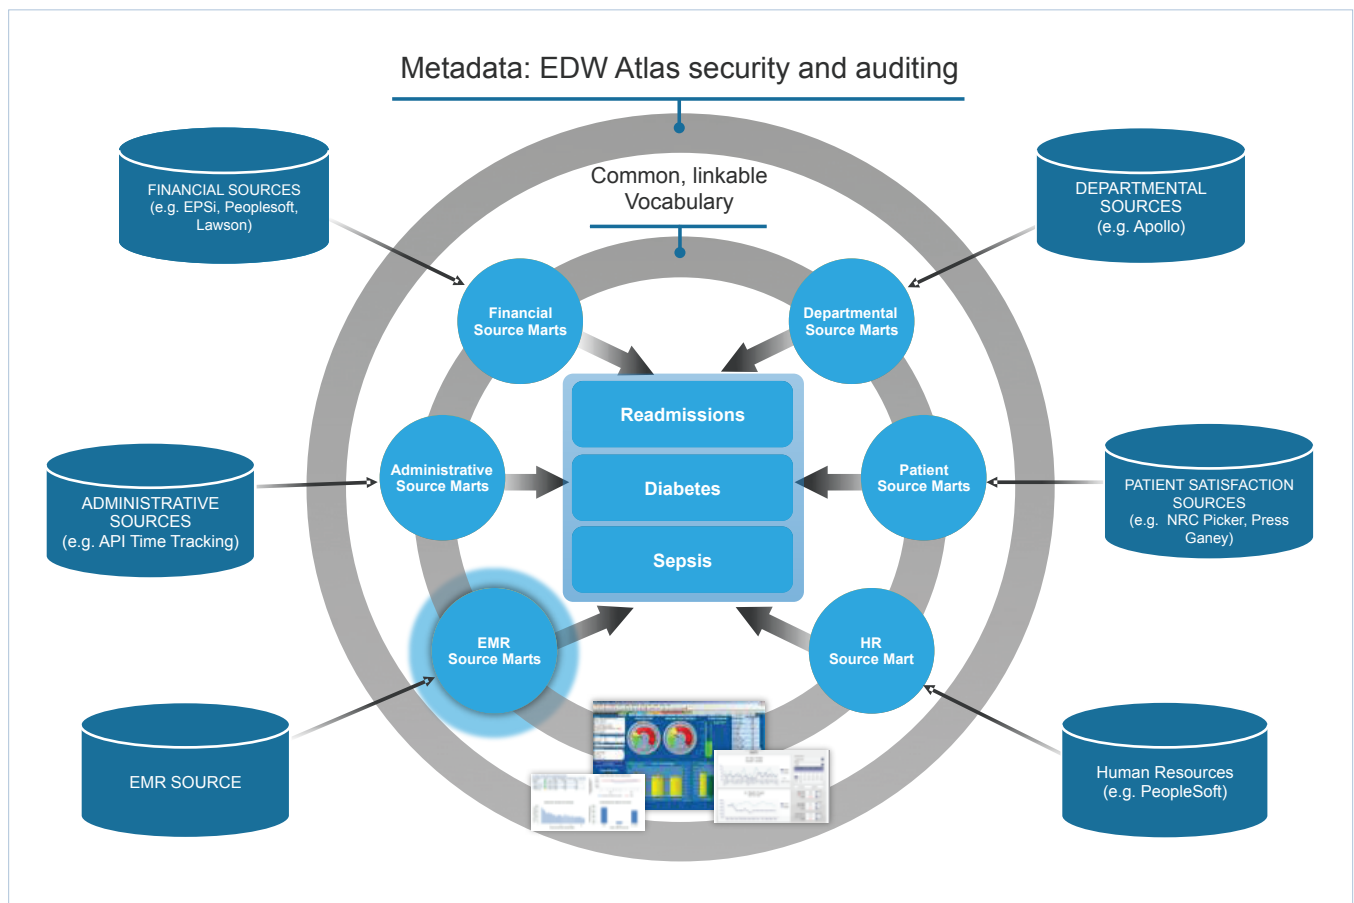 Metadata: EDW Atlas security and auditing
FINANCIAL SOURCES
(e.g. EPSi, Peoplesoft,
Lawson)
DEPARTMENTAL
SOURCES
(e.g. Apollo)
Common, linkable
Vocabulary
Financial
Source Marts
Departmental
Source Marts
Readmissions
Administrative
Source Marts
Diabetes
Patient
Source Marts
ADMINISTRATIVE
SOURCES
(e.g. API Time Tracking)
PATIENT SATISFACTION
SOURCES
(e.g. NRC Picker, Press
Ganey)
Sepsis
EMR
Source Marts
HR
Source Mart
EMR SOURCE
Human Resources
(e.g. PeopleSoft)